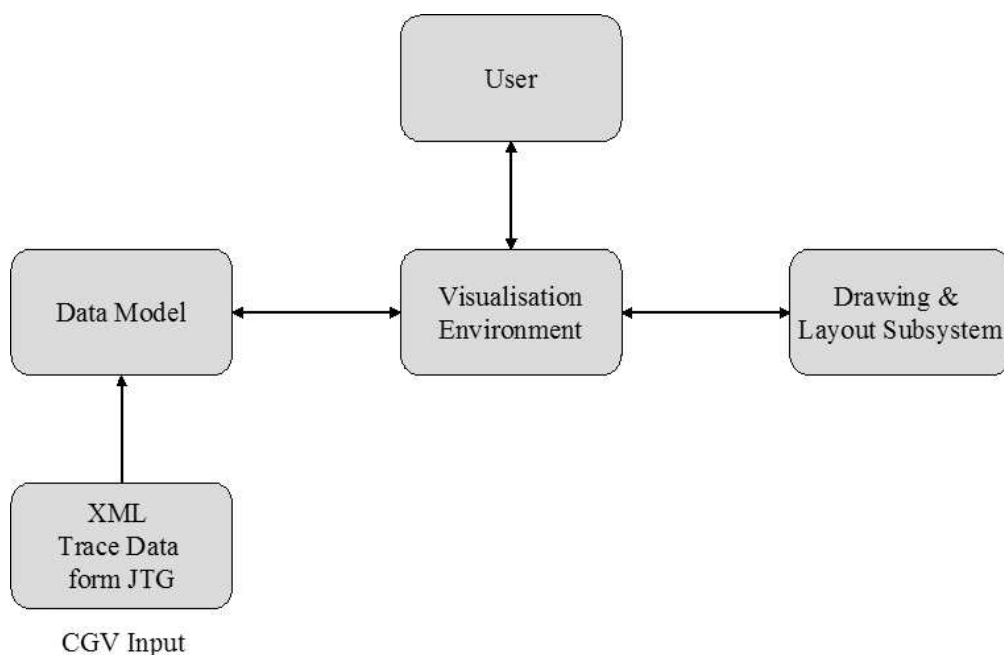 User
Data Model
Visualisation
Environment
Drawing &
Layout Subsystem
XML
Trace Data
form JTG
CGV Input